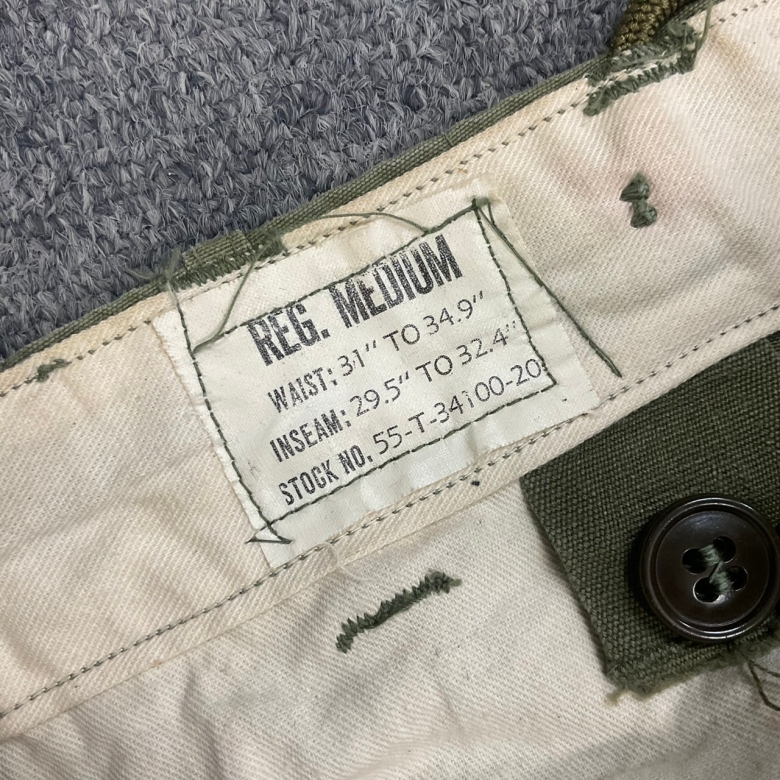 REG. MEDIUM
WAIST: 31" TO 34.9"
INSEAM: 29.5" TO 32.4"
STOCK NO. 55-T-34100-20